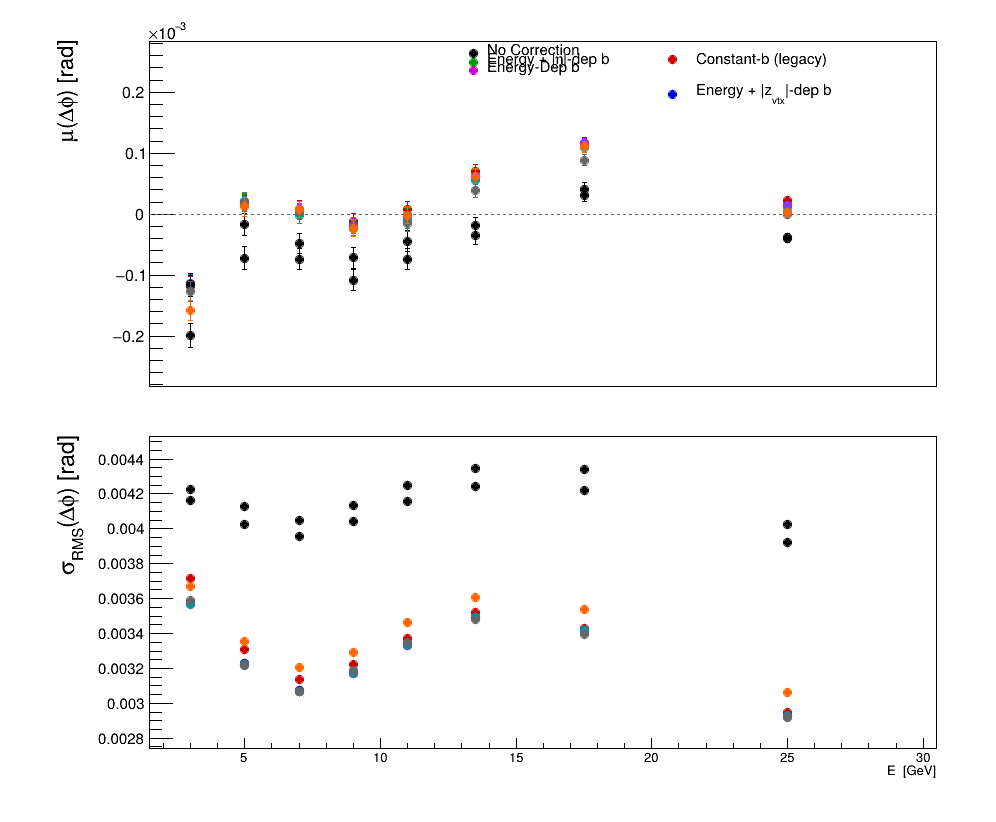 ×10⁻³
μ(Δϕ) [rad]
0.2
0.1
0
−0.1
−0.2
No Correction
Energy + |η|-dep b
Energy-Dep b
Constant-b (legacy)
Energy + |z_vtx|-dep b
σ_RMS(Δϕ) [rad]
0.0044
0.0042
0.004
0.0038
0.0036
0.0034
0.0032
0.003
0.0028
5 10 15 20 25 30
E [GeV]